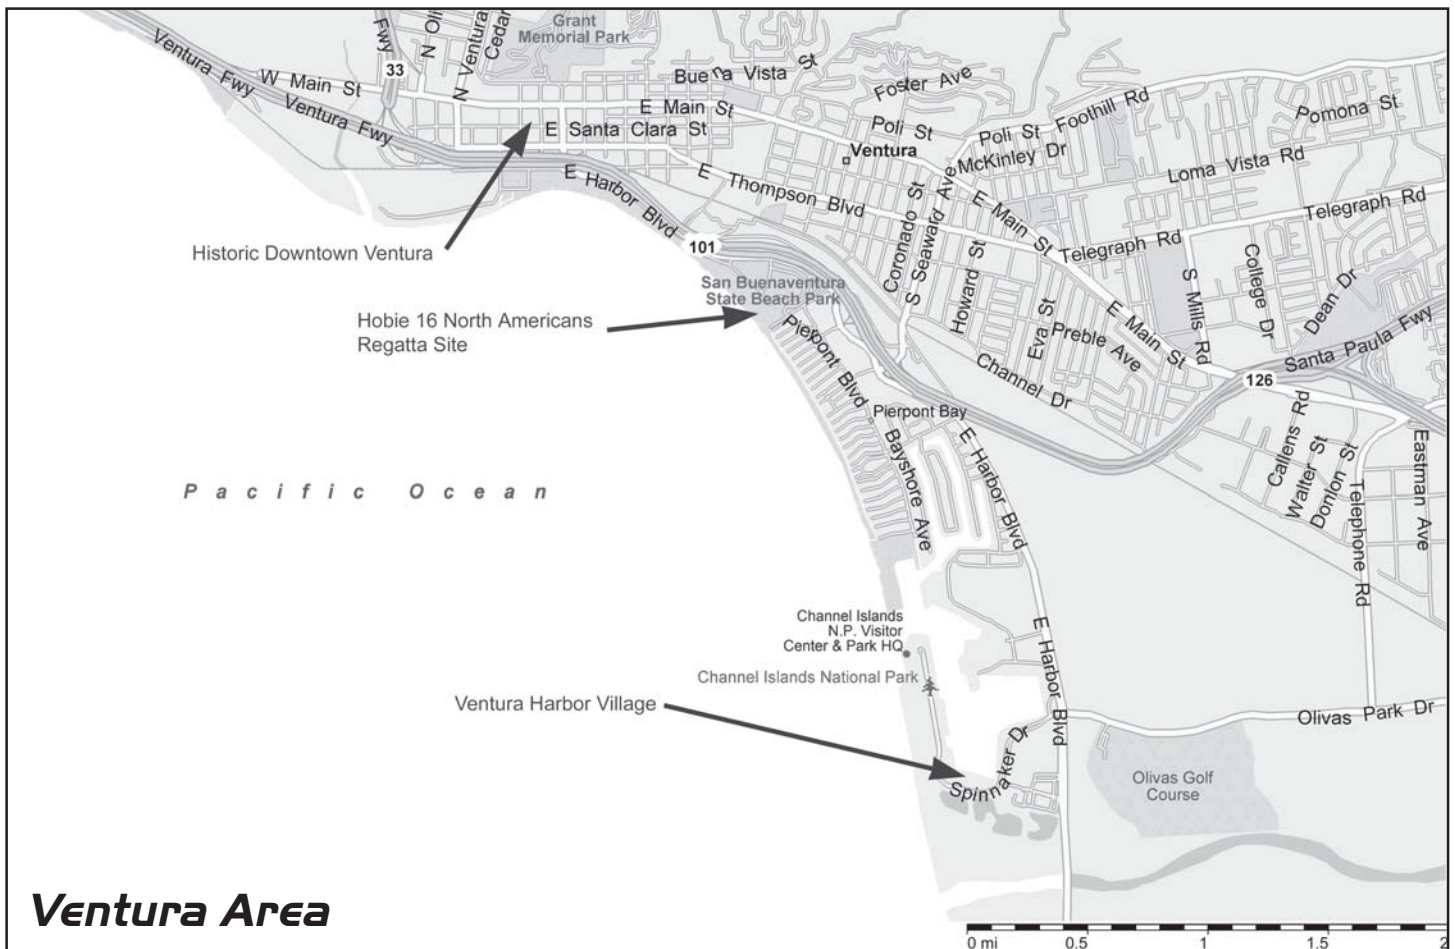 Grant
Memorial Park
Ventura Fwy
W Main St
Fwy
33
N Oli
N Ventura
Cedar
Buena Vista St
Foster Ave
Foothill Rd
Pomona St
Ventura Fwy
E Main St
E Santa Clara St
Poli St
Poli St
Ventura
McKinley Dr
Loma Vista Rd
E Harbor Blvd
E Thompson Blvd
Coronado St
S Seaward Ave
E Main St
Telegraph Rd
Telegraph Rd
Historic Downtown Ventura
101
Howard St
S Mills Rd
College Dr
Dean Dr
San Buenaventura
State Beach Park
Hobie 16 North Americans
Regatta Site
Pierpont Blvd
Eva St
Preble Ave
E Main St
Santa Paula Fwy
126
Channel Dr
Pierpont Bay
Callens Rd
Walter St
Donlon St
Telephone Rd
Eastman Ave
Bayshore Ave
E Harbor Blvd
Pacific Ocean
Channel Islands
N.P. Visitor
Center & Park HQ
Channel Islands National Park
E Harbor Blvd
Ventura Harbor Village
Olivas Park Dr
Spinnaker Dr
Olivas Golf
Course
Ventura Area
0 mi 0.5 1 1.5 2